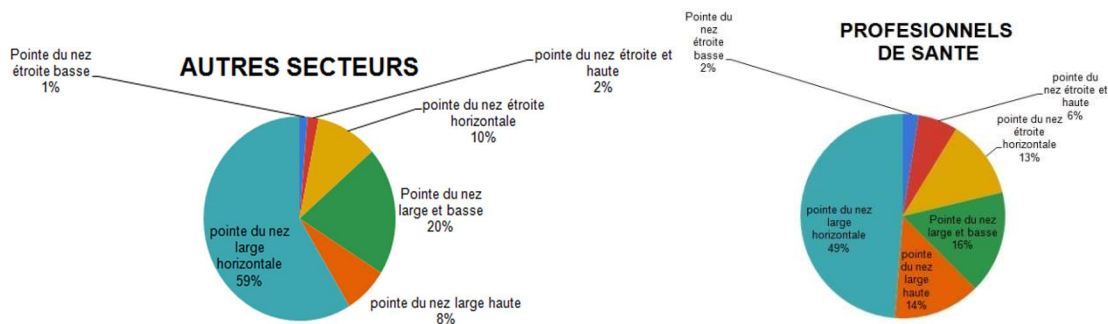 AUTRES SECTEURS
Pointe du nez
étroite basse
1%
pointe du nez étroite et
haute
2%
pointe du nez étroite
horizontale
10%
Pointe du nez
large et basse
20%
pointe du nez large haute
8%
pointe du nez
large
horizontale
59%
PROFESIONNELS
DE SANTE
Pointe du
nez
étroite
basse
2%
pointe du
nez étroite et
haute
6%
pointe du nez
étroite
horizontale
13%
Pointe du nez
large et basse
16%
pointe
du nez
large
haute
14%
pointe du nez
large
horizontale
49%